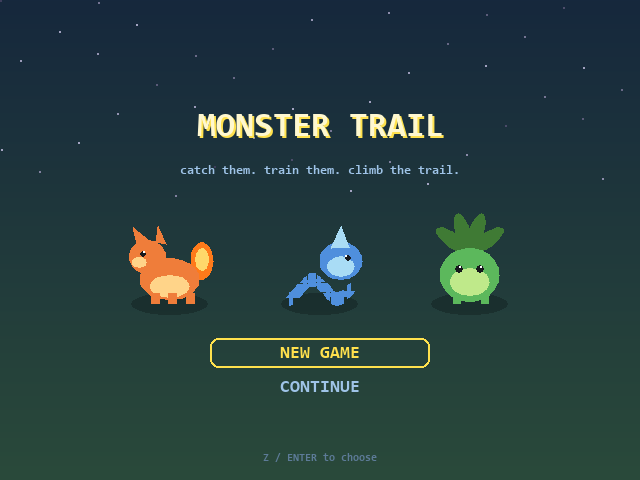 MONSTER TRAIL
catch them. train them. climb the trail.
NEW GAME
CONTINUE
Z / ENTER to choose